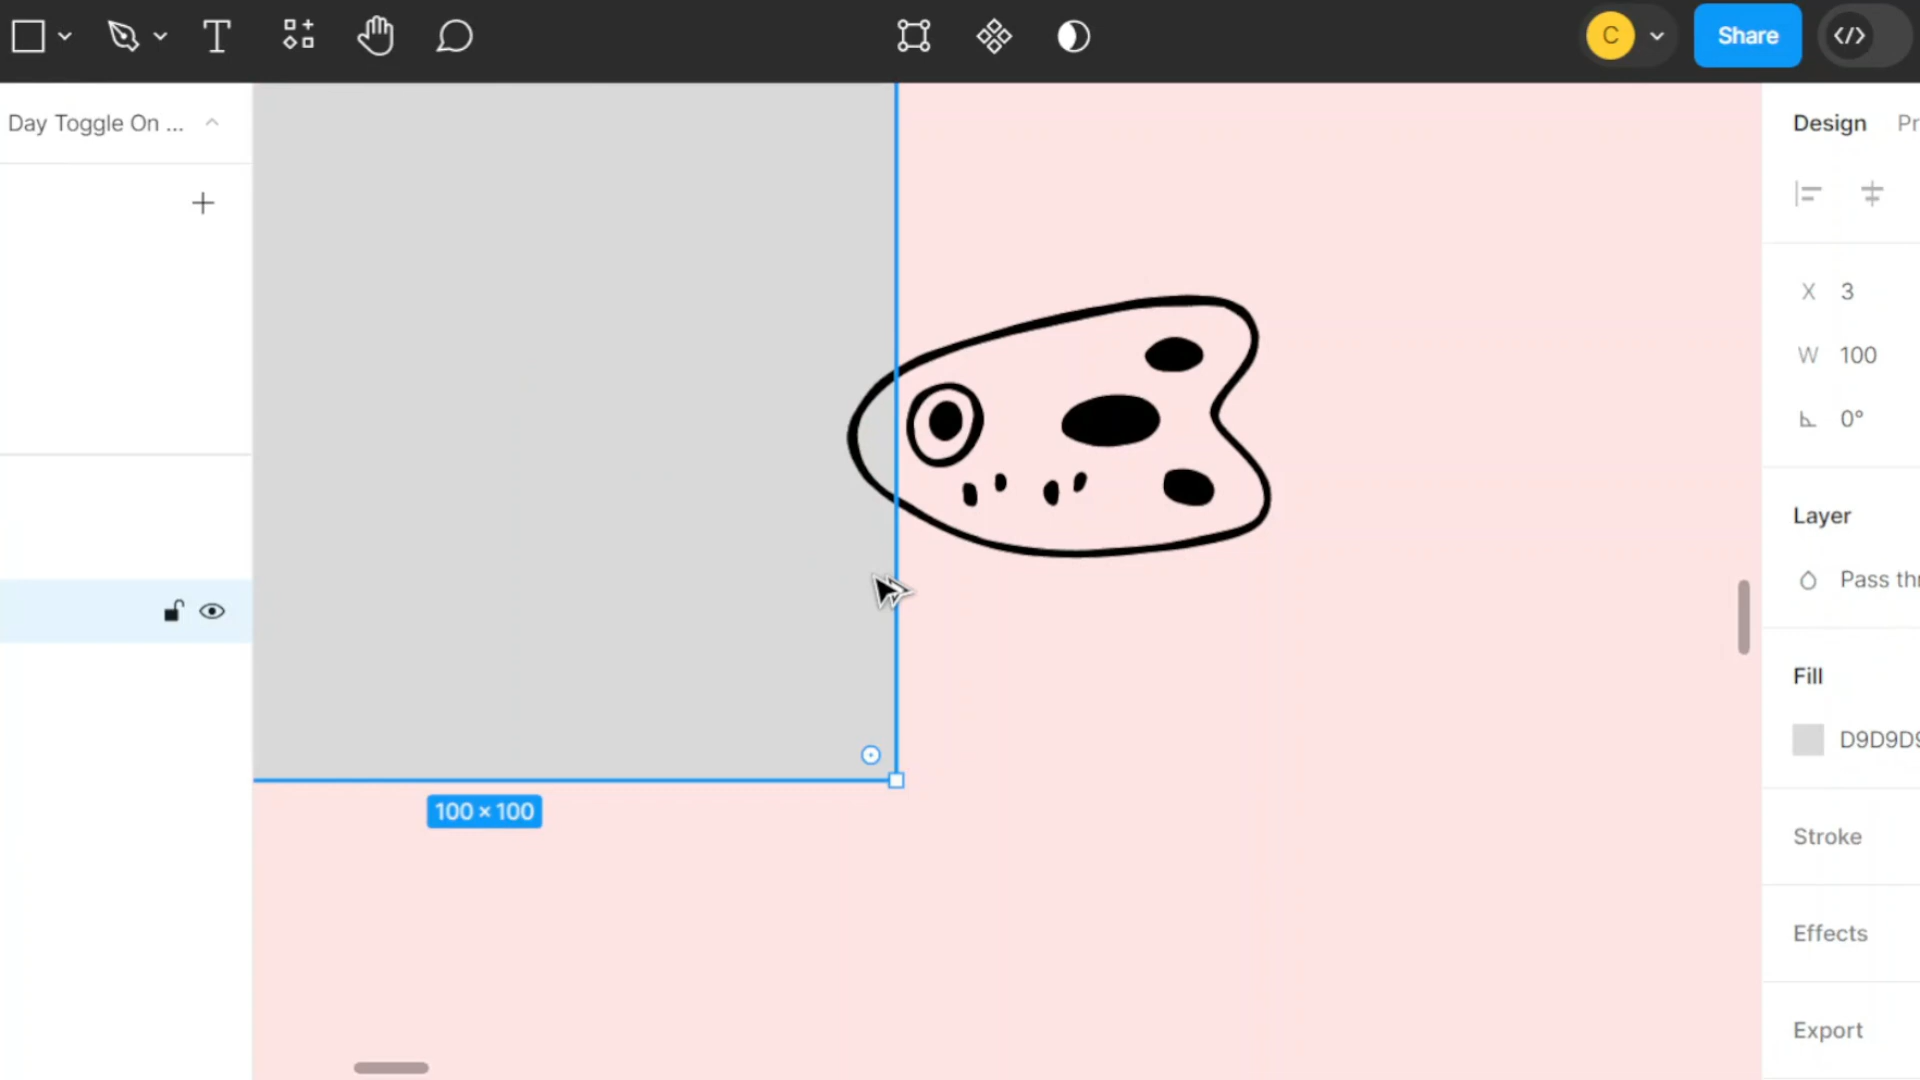 C
Share
Day Toggle On ...
Design Pr
X 3
W 100
0°
Layer
Pass thr
Fill
D9D9D9
Stroke
Effects
Export
100 × 100